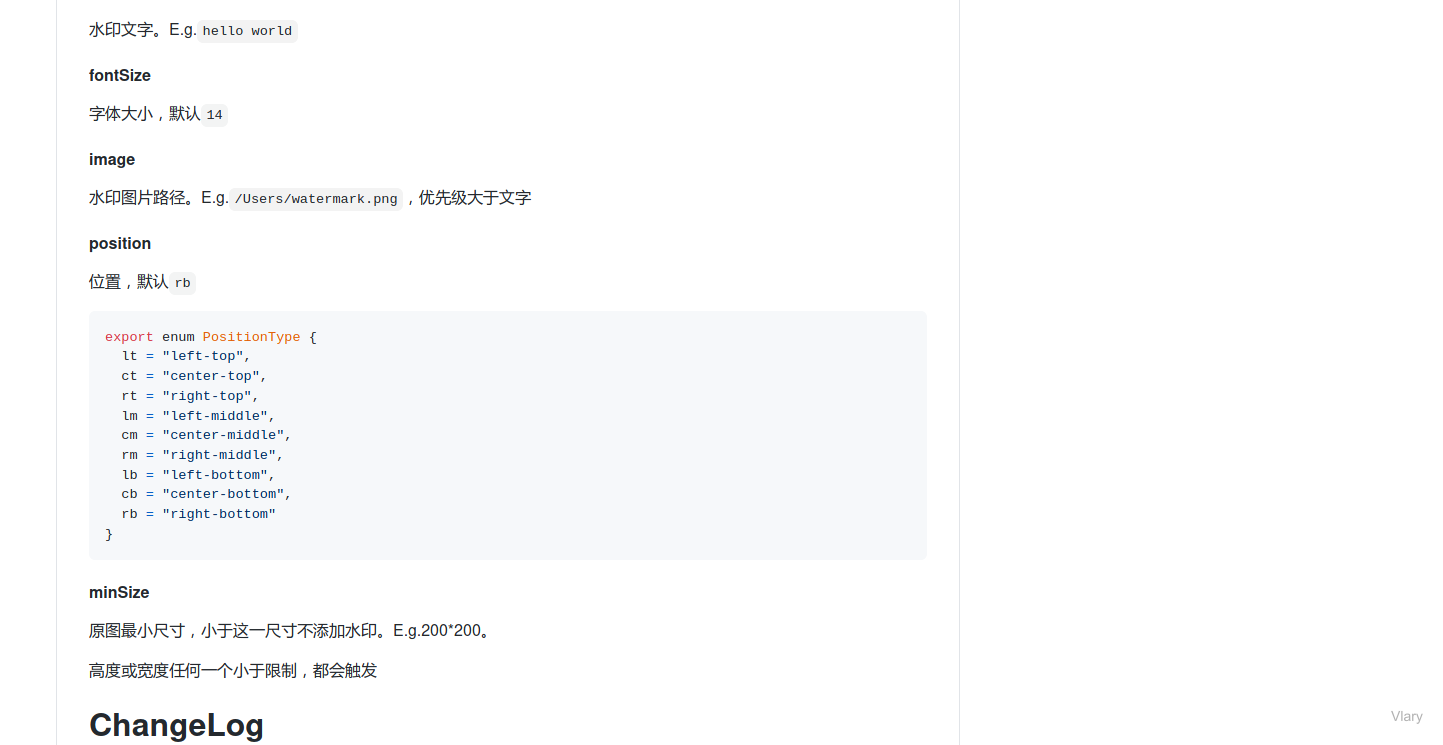 水印文字。E.g.hello world
fontSize
字体大小，默认14
image
水印图片路径。E.g./Users/watermark.png，优先级大于文字
position
位置，默认rb
export enum PositionType {
  lt = "left-top",
  ct = "center-top",
  rt = "right-top",
  lm = "left-middle",
  cm = "center-middle",
  rm = "right-middle",
  lb = "left-bottom",
  cb = "center-bottom",
  rb = "right-bottom"
}
minSize
原图最小尺寸，小于这一尺寸不添加水印。E.g.200*200。
高度或宽度任何一个小于限制，都会触发
ChangeLog
Vlary